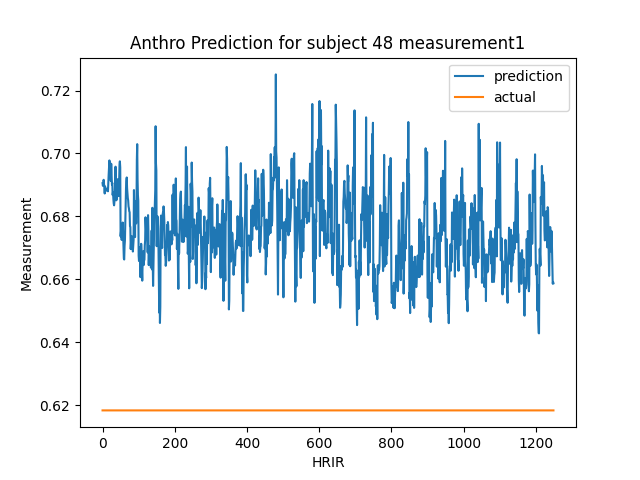 Anthro Prediction for subject 48 measurement1
prediction
actual
0.72
0.70
0.68
0.66
0.64
0.62
Measurement
0
200
400
600
800
1000
1200
HRIR